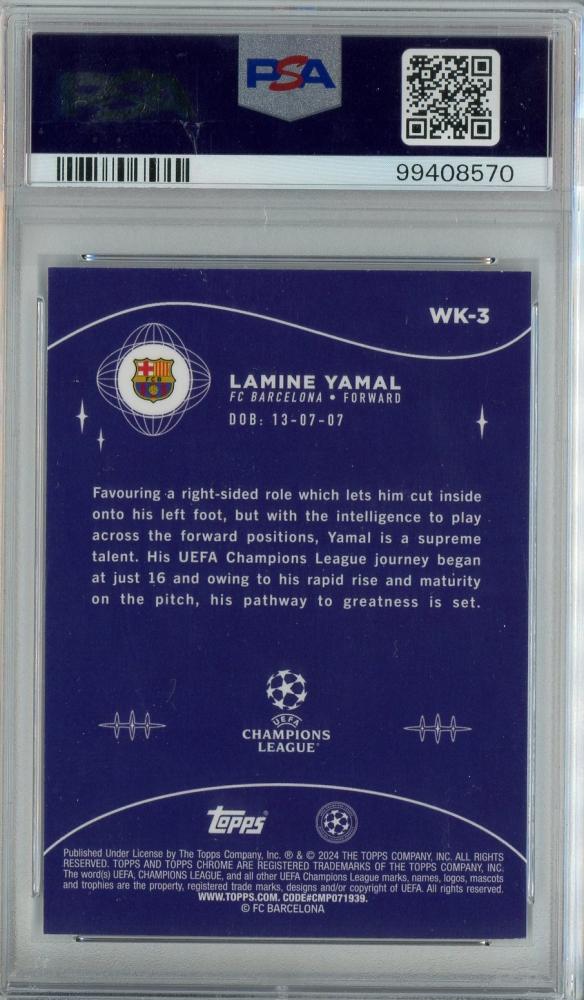 PSA
PSA
99408570
WK-3
FCB
LAMINE YAMAL
FC BARCELONA • FORWARD
DOB: 13-07-07
Favouring a right-sided role which lets him cut inside
onto his left foot, but with the intelligence to play
across the forward positions, Yamal is a supreme
talent. His UEFA Champions League journey began
at just 16 and owing to his rapid rise and maturity
on the pitch, his pathway to greatness is set.
UEFA
CHAMPIONS
LEAGUE®
topps®
Published Under License by The Topps Company, Inc. ® & © 2024 THE TOPPS COMPANY, INC. ALL RIGHTS
RESERVED. TOPPS AND TOPPS CHROME ARE REGISTERED TRADEMARKS OF THE TOPPS COMPANY, INC.
The word(s) UEFA, CHAMPIONS LEAGUE, and all other UEFA Champions League marks, names, logos, mascots
and trophies are the property, registered trade marks, designs and/or copyright of UEFA. All rights reserved.
WWW.TOPPS.COM. CODE#CMP071939.
© FC BARCELONA